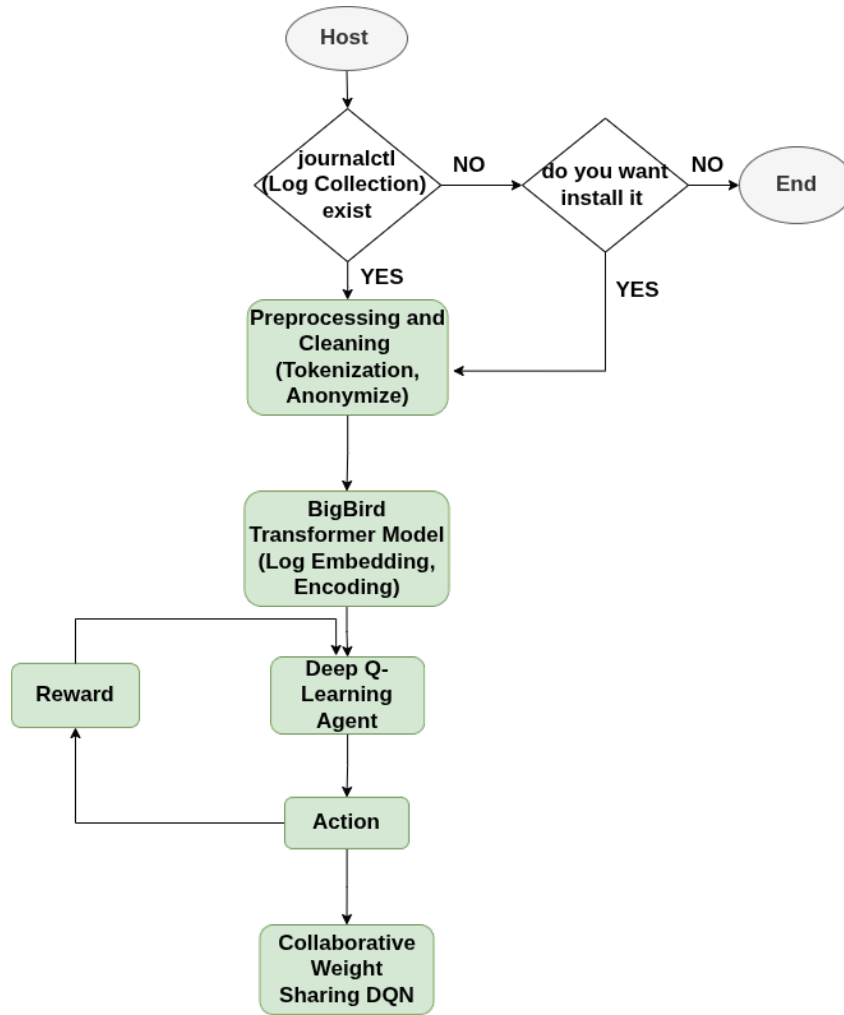 Host
journalctl
(Log Collection)
exist
NO
do you want
install it
NO
End
YES
YES
Preprocessing and
Cleaning
(Tokenization,
Anonymize)
BigBird
Transformer Model
(Log Embedding,
Encoding)
Reward
Deep Q-
Learning
Agent
Action
Collaborative
Weight
Sharing DQN